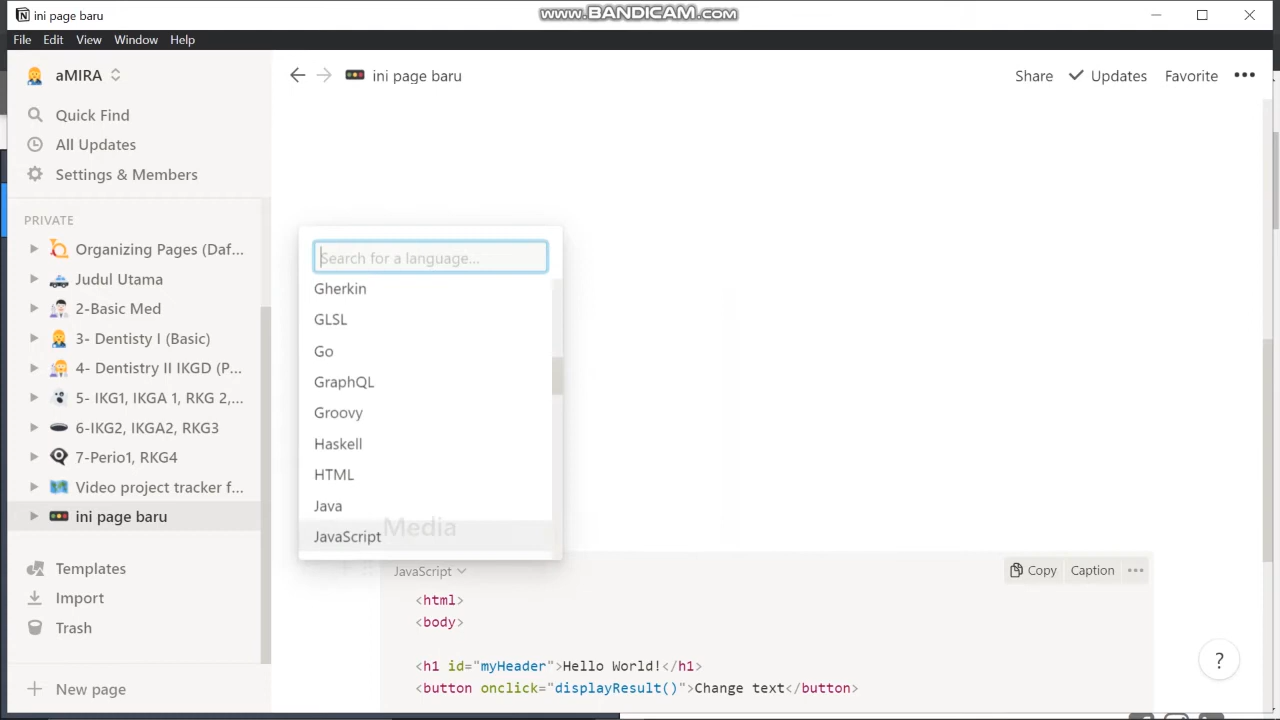 ini page baru
www.BANDICAM.com
File Edit View Window Help
aMIRA
ini page baru
Share Updates Favorite
Quick Find
All Updates
Settings & Members
PRIVATE
Organizing Pages (Daf...
Judul Utama
2-Basic Med
3- Dentisty I (Basic)
4- Dentistry II IKGD (P...
5- IKG1, IKGA 1, RKG 2,...
6-IKG2, IKGA2, RKG3
7-Perio1, RKG4
Video project tracker f...
ini page baru
Templates
Import
Trash
New page
Search for a language...
Gherkin
GLSL
Go
GraphQL
Groovy
Haskell
HTML
Java
JavaScript
Media
JavaScript
Copy Caption
<html>
<body>
<h1 id="myHeader">Hello World!</h1>
<button onclick="displayResult()">Change text</button>
?